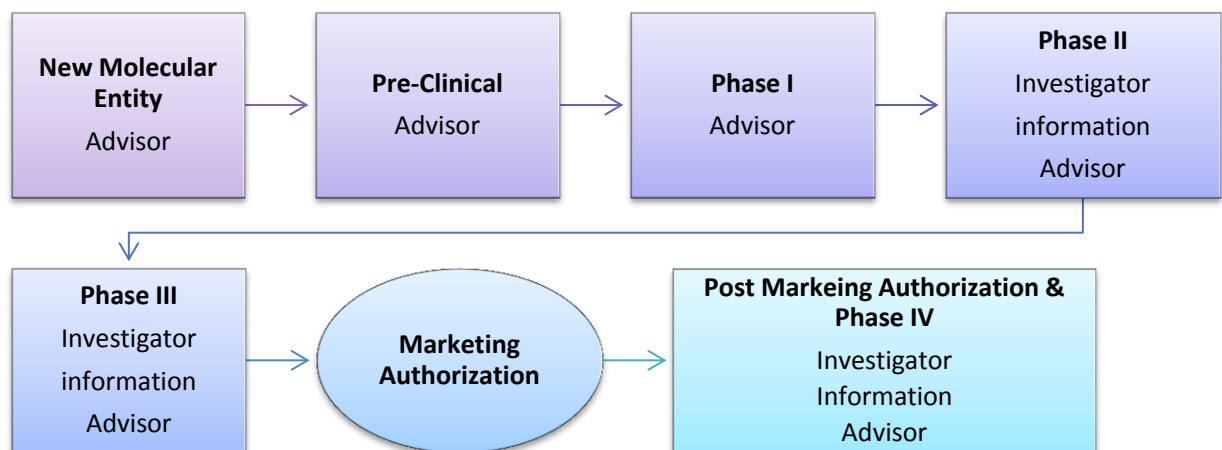 New Molecular
Entity
Advisor
Pre-Clinical
Advisor
Phase I
Advisor
Phase II
Investigator
information
Advisor
Phase III
Investigator
information
Advisor
Marketing
Authorization
Post Markeing Authorization &
Phase IV
Investigator
Information
Advisor